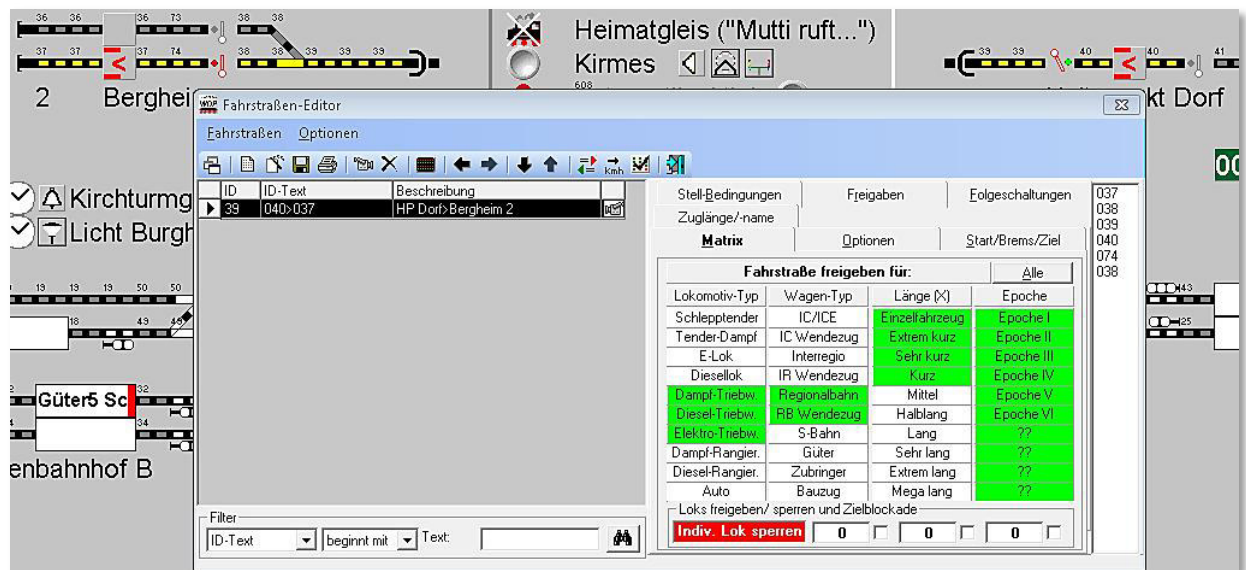 36 36 36 73 38 38
37 37 37 74 38 38 39 39 39
2 Berghei
Heimatgleis ("Mutti ruft...")
Kirmes
608
39 39 40 40 41
kt Dorf
00
Kirchturmg
Licht Burgh
19 19 19 50 50
18 49 49
32
Güter5 Sc
34
enbahnhof B
43
25
WDP Fahrstraßen-Editor
Fahrstraßen Optionen
Kmh
ID ID-Text Beschreibung
39 040>037 HP Dorf>Bergheim 2
Filter
ID-Text beginnt mit Text:
Stell-Bedingungen Freigaben Folgeschaltungen
Zuglänge/-name
Matrix Optionen Start/Brems/Ziel
Fahrstraße freigeben für: Alle
Lokomotiv-Typ Wagen-Typ Länge (X) Epoche
Schlepptender IC/ICE Einzelfahrzeug Epoche I
Tender-Dampf IC Wendezug Extrem kurz Epoche II
E-Lok Interregio Sehr kurz Epoche III
Diesellok IR Wendezug Kurz Epoche IV
Dampf-Triebw. Regionalbahn Mittel Epoche V
Diesel-Triebw. RB Wendezug Halblang Epoche VI
Elektro-Triebw. S-Bahn Lang ??
Dampf-Rangier. Güter Sehr lang ??
Diesel-Rangier. Zubringer Extrem lang ??
Auto Bauzug Mega lang ??
Loks freigeben/ sperren und Zielblockade
Indiv. Lok sperren 0 0 0
037
038
039
040
074
038